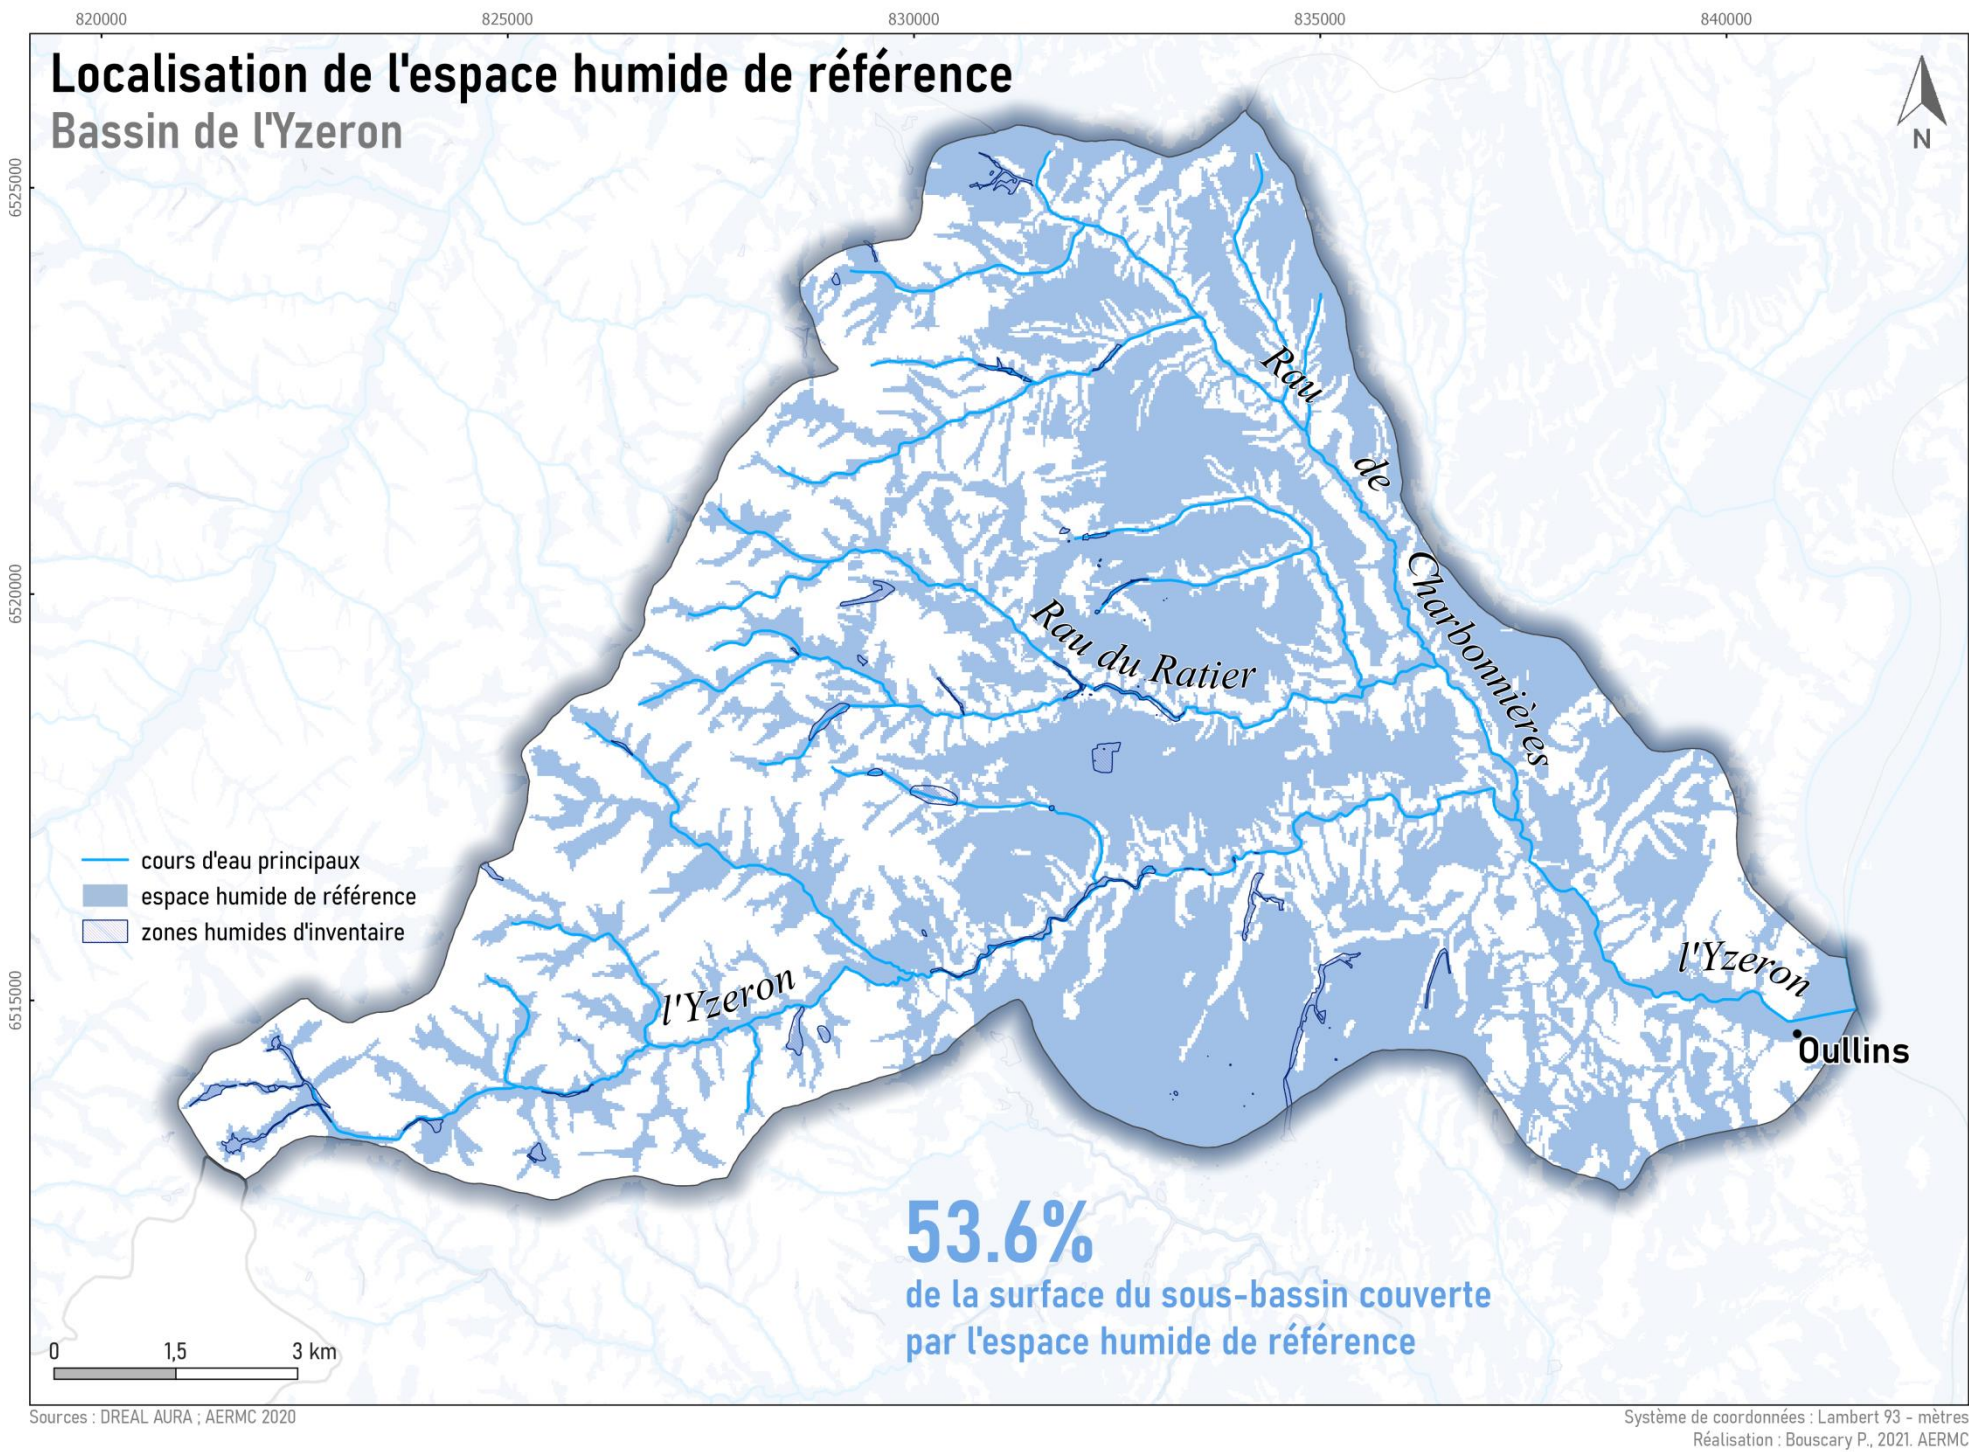 820000 825000 830000 835000 840000
Localisation de l'espace humide de référence
Bassin de l'Yzeron
N
6525000
6520000
6515000
Rau de Charbonnières
Rau du Ratier
l'Yzeron
l'Yzeron
Oullins
cours d'eau principaux
espace humide de référence
zones humides d'inventaire
53.6%
de la surface du sous-bassin couverte
par l'espace humide de référence
0 1,5 3 km
Sources : DREAL AURA ; AERMC 2020
Système de coordonnées : Lambert 93 - mètres
Réalisation : Bouscary P., 2021. AERMC